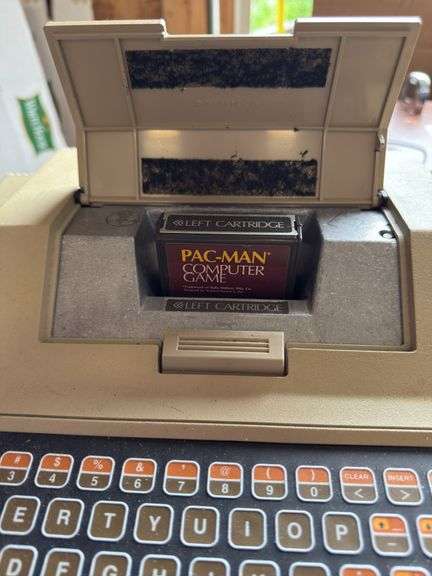 LEFT CARTRIDGE
PAC-MAN
COMPUTER
GAME
LEFT CARTRIDGE
# $ % & ' @ ( ) CLEAR INSERT
3 4 5 6 7 8 9 0 < >
E R T Y U I O P -